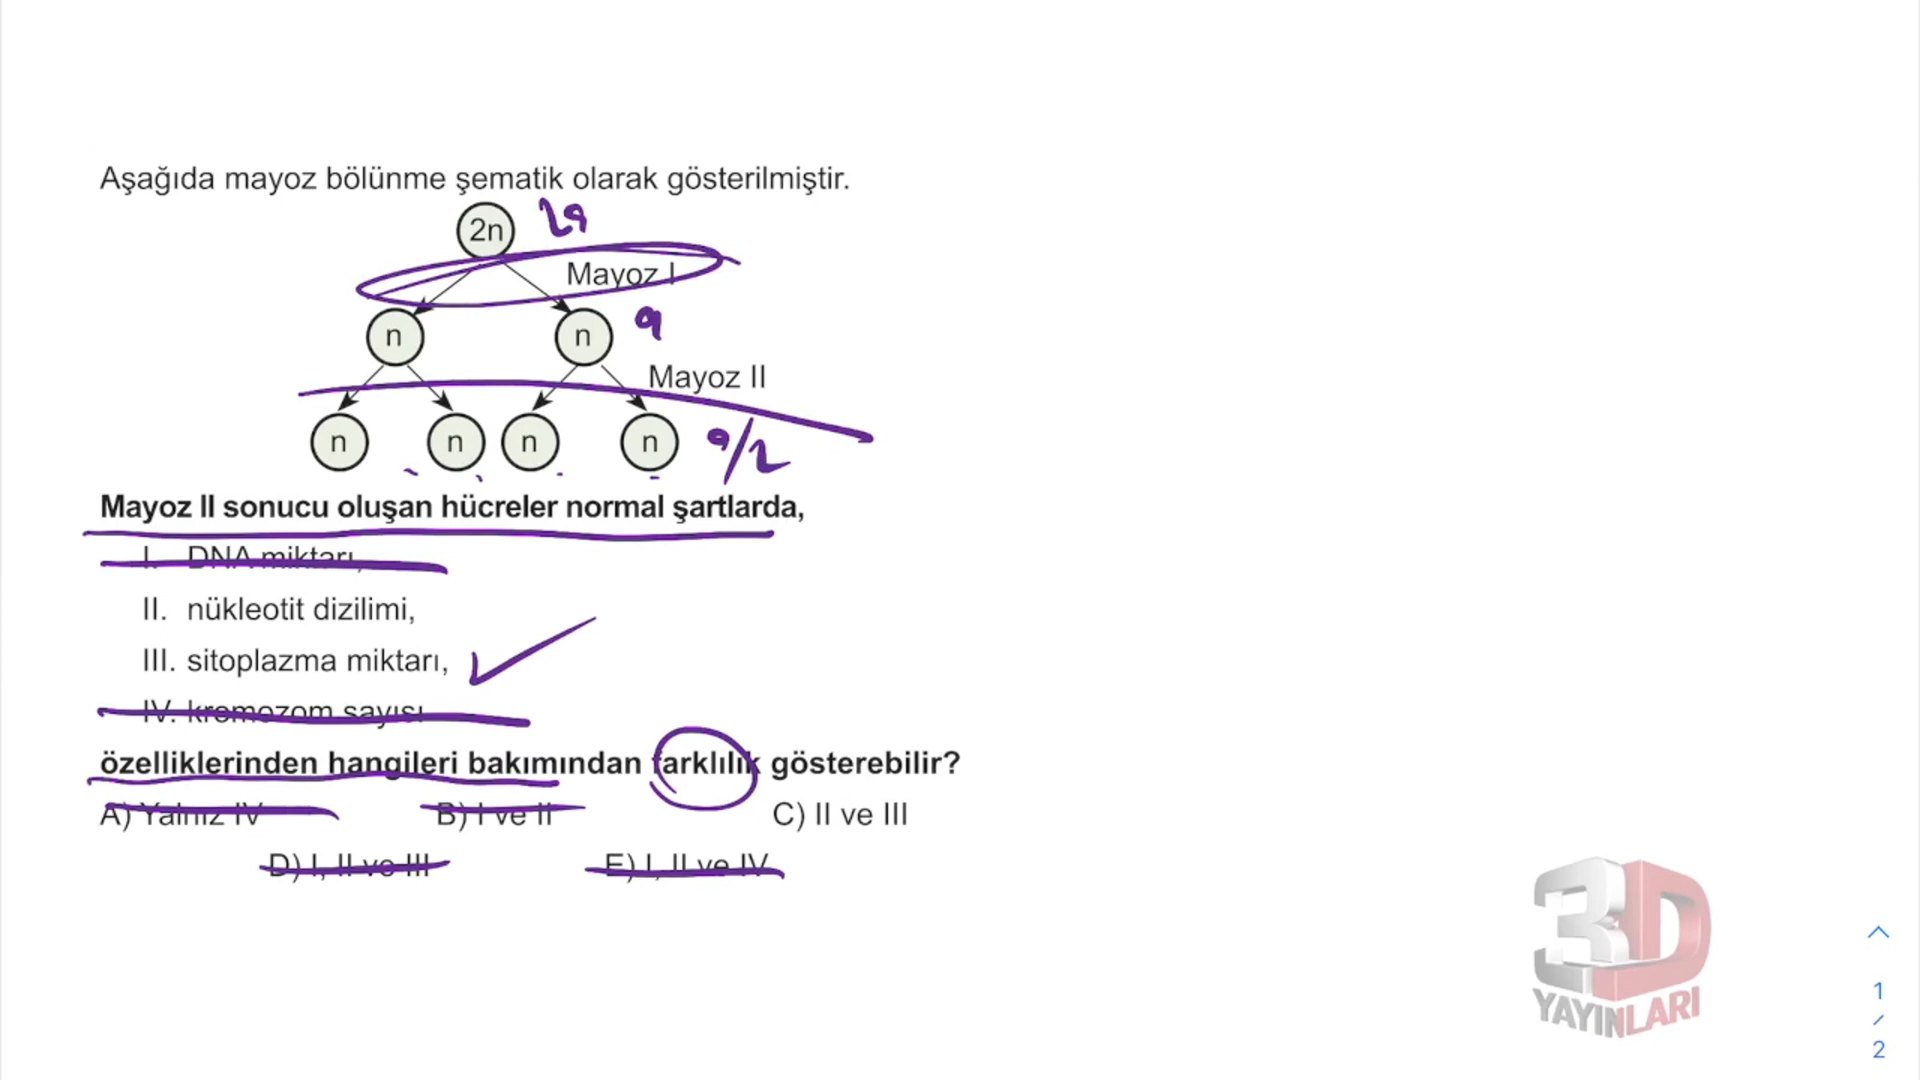 Aşağıda mayoz bölünme şematik olarak gösterilmiştir.
2n 2a
Mayoz I
n n a
Mayoz II
n n n n a/2
Mayoz II sonucu oluşan hücreler normal şartlarda,
I. DNA miktarı,
II. nükleotit dizilimi,
III. sitoplazma miktarı,
IV. kromozom sayısı
özelliklerinden hangileri bakımından farklılık gösterebilir?
A) Yalnız IV B) I ve II C) II ve III
D) I, II ve III E) I, II ve IV
3D
YAYINLARI
1
/
2